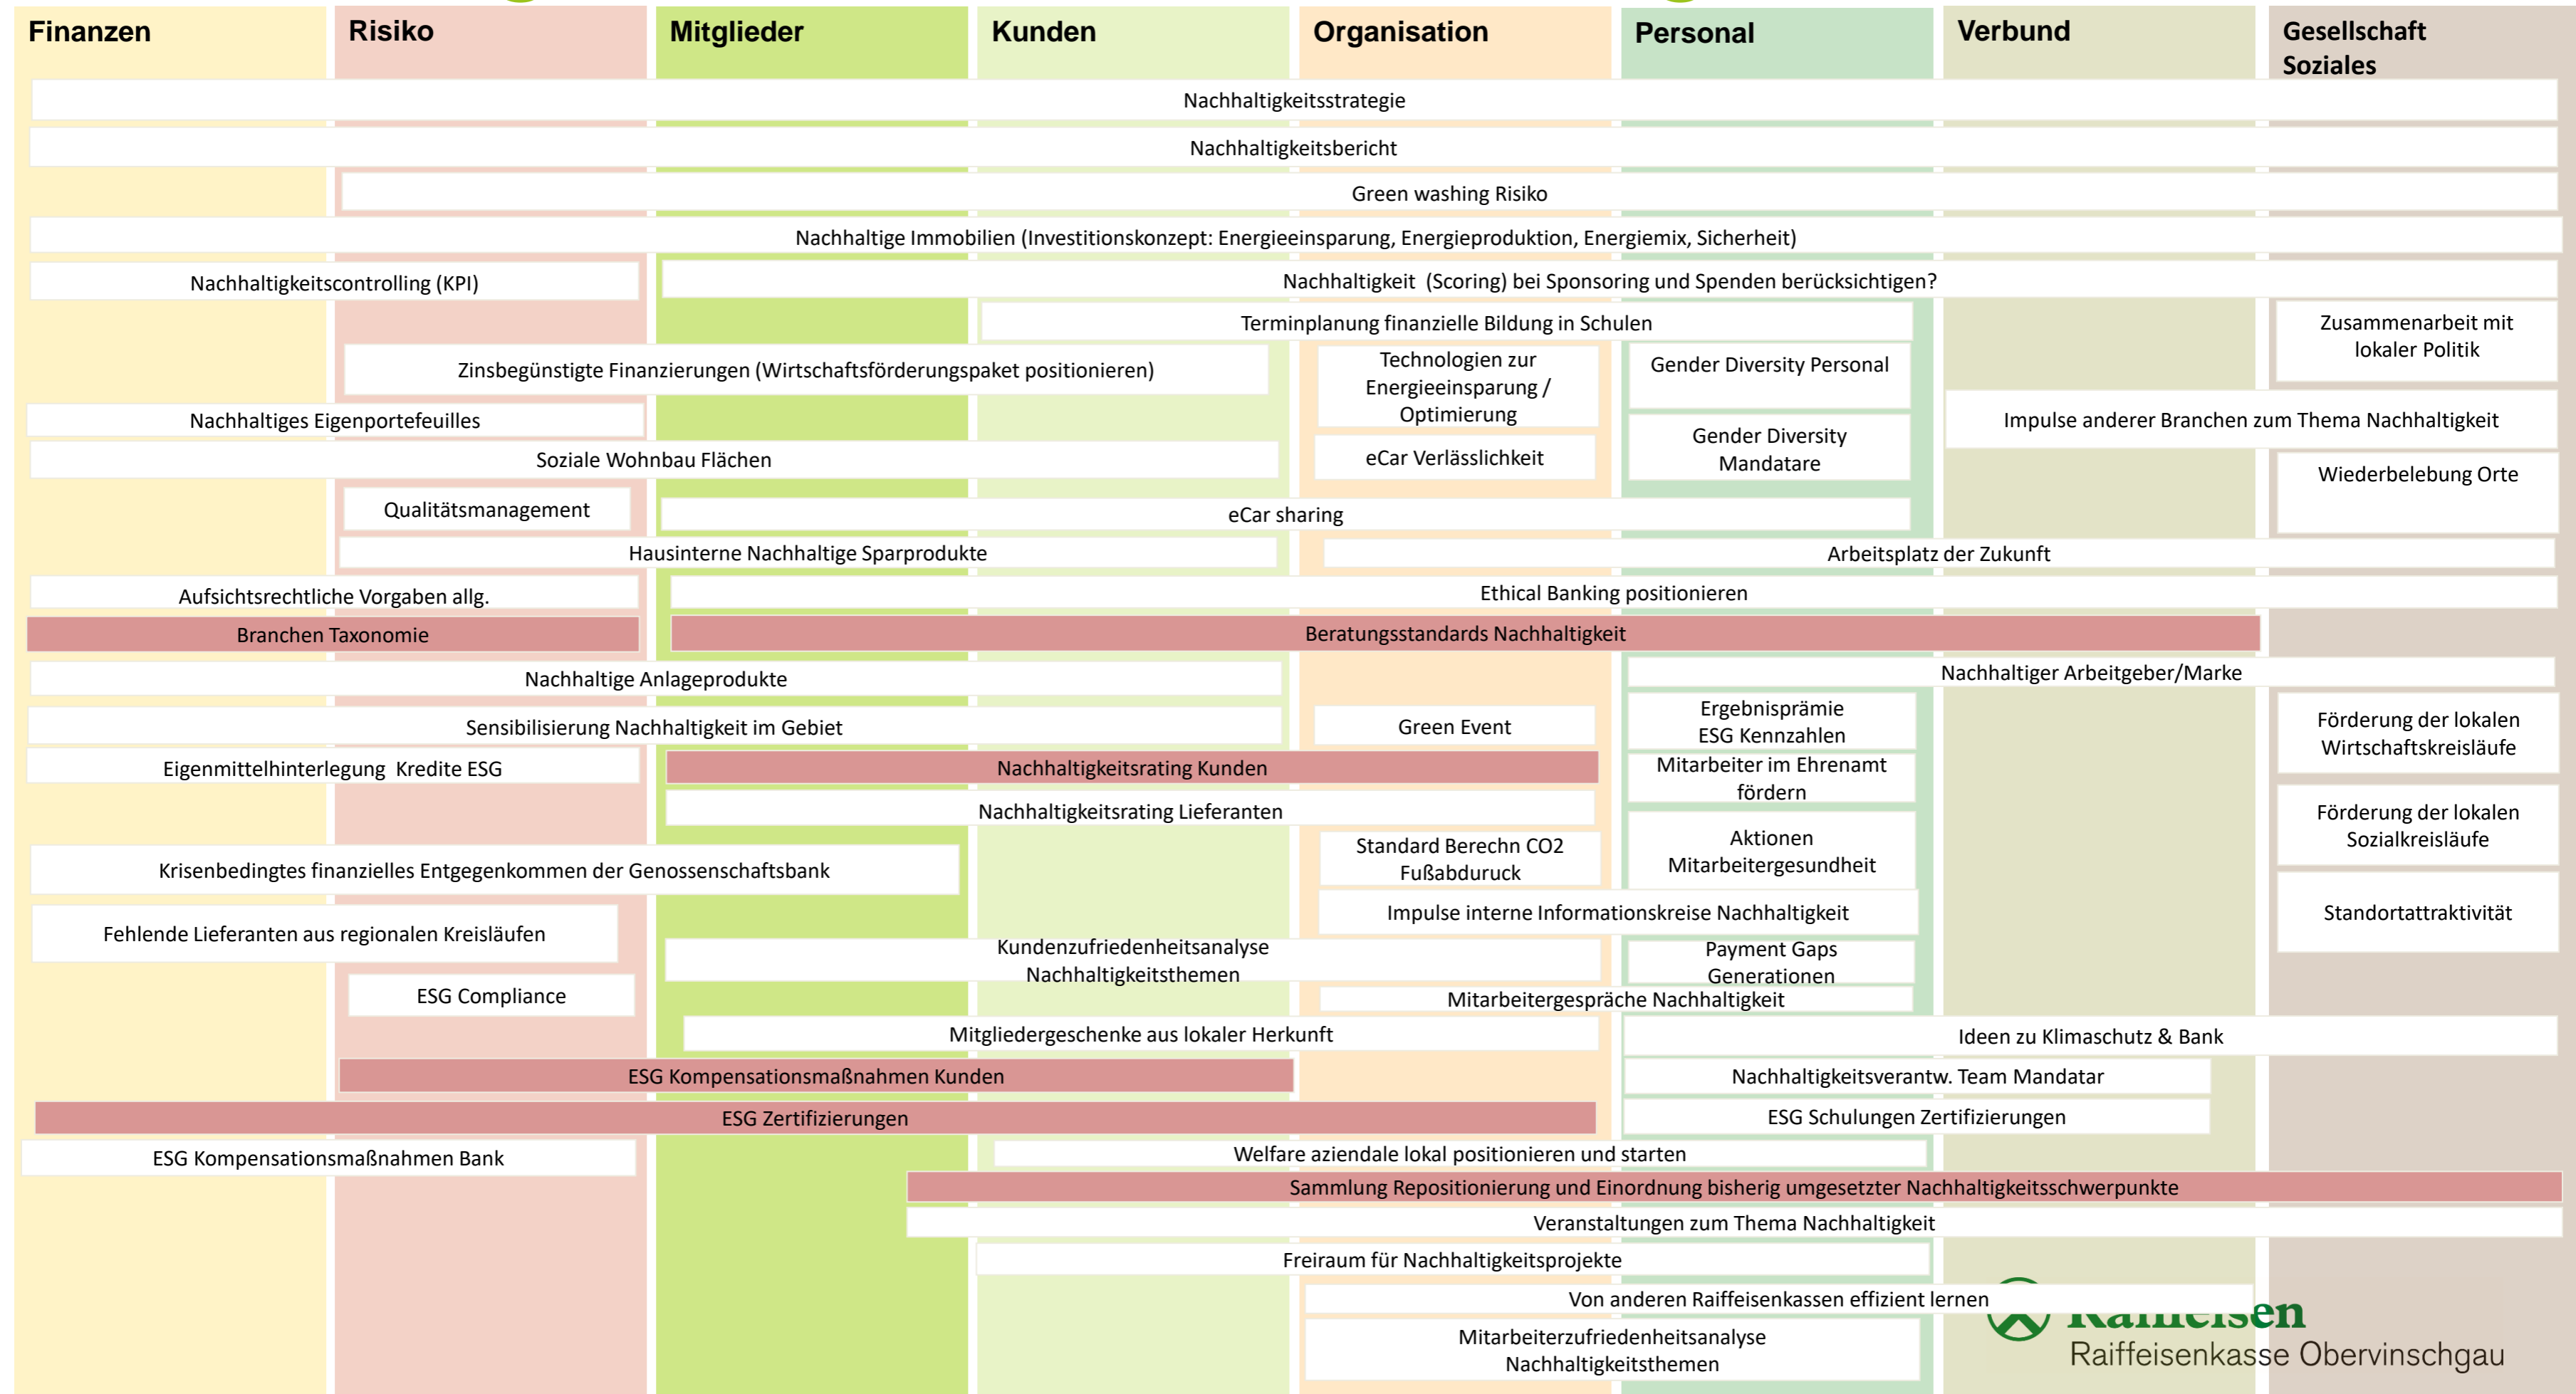 Finanzen
Risiko
Mitglieder
Kunden
Organisation
Personal
Verbund
Gesellschaft
Soziales
Nachhaltigkeitsstrategie
Nachhaltigkeitsbericht
Green washing Risiko
Nachhaltige Immobilien (Investitionskonzept: Energieeinsparung, Energieproduktion, Energiemix, Sicherheit)
Nachhaltigkeitscontrolling (KPI)
Nachhaltigkeit (Scoring) bei Sponsoring und Spenden berücksichtigen?
Terminplanung finanzielle Bildung in Schulen
Zusammenarbeit mit
lokaler Politik
Zinsbegünstigte Finanzierungen (Wirtschaftsförderungspaket positionieren)
Technologien zur
Energieeinsparung /
Optimierung
Gender Diversity Personal
Nachhaltiges Eigenportefeuilles
Impulse anderer Branchen zum Thema Nachhaltigkeit
Gender Diversity
Mandatare
Soziale Wohnbau Flächen
eCar Verlässlichkeit
Wiederbelebung Orte
Qualitätsmanagement
eCar sharing
Hausinterne Nachhaltige Sparprodukte
Arbeitsplatz der Zukunft
Aufsichtsrechtliche Vorgaben allg.
Ethical Banking positionieren
Branchen Taxonomie
Beratungsstandards Nachhaltigkeit
Nachhaltige Anlageprodukte
Nachhaltiger Arbeitgeber/Marke
Sensibilisierung Nachhaltigkeit im Gebiet
Green Event
Ergebnisprämie
ESG Kennzahlen
Förderung der lokalen
Wirtschaftskreisläufe
Eigenmittelhinterlegung Kredite ESG
Nachhaltigkeitsrating Kunden
Mitarbeiter im Ehrenamt
fördern
Nachhaltigkeitsrating Lieferanten
Förderung der lokalen
Sozialkreisläufe
Krisenbedingtes finanzielles Entgegenkommen der Genossenschaftsbank
Standard Berechn CO2
Fußabduruck
Aktionen
Mitarbeitergesundheit
Impulse interne Informationskreise Nachhaltigkeit
Standortattraktivität
Fehlende Lieferanten aus regionalen Kreisläufen
Kundenzufriedenheitsanalyse
Nachhaltigkeitsthemen
Payment Gaps
Generationen
ESG Compliance
Mitarbeitergespräche Nachhaltigkeit
Mitgliedergeschenke aus lokaler Herkunft
Ideen zu Klimaschutz & Bank
ESG Kompensationsmaßnahmen Kunden
Nachhaltigkeitsverantw. Team Mandatar
ESG Zertifizierungen
ESG Schulungen Zertifizierungen
ESG Kompensationsmaßnahmen Bank
Welfare aziendale lokal positionieren und starten
Sammlung Repositionierung und Einordnung bisherig umgesetzter Nachhaltigkeitsschwerpunkte
Veranstaltungen zum Thema Nachhaltigkeit
Freiraum für Nachhaltigkeitsprojekte
Von anderen Raiffeisenkassen effizient lernen
Raiffeisen
Mitarbeiterzufriedenheitsanalyse
Nachhaltigkeitsthemen
Raiffeisenkasse Obervinschgau